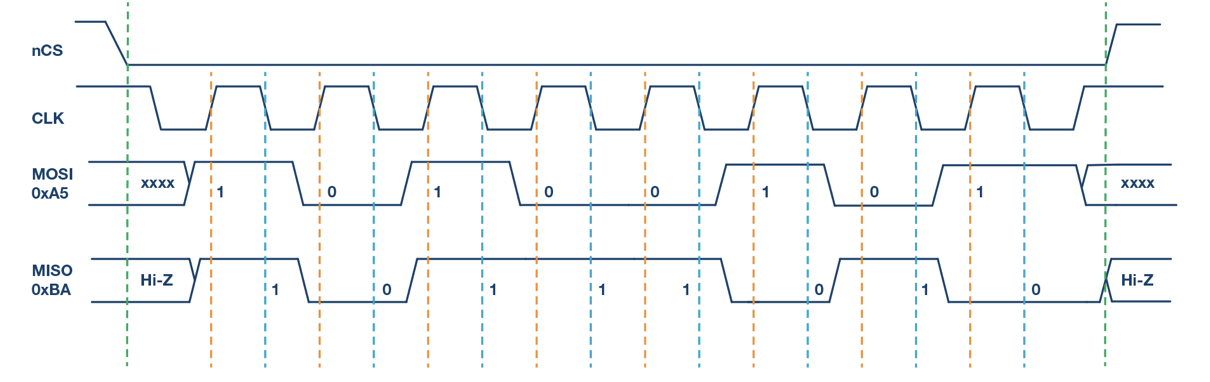 nCS
CLK
MOSI
0xA5
xxxx 1 0 1 0 0 1 0 1 xxxx
MISO
0xBA
Hi-Z 1 0 1 1 1 0 1 0 Hi-Z